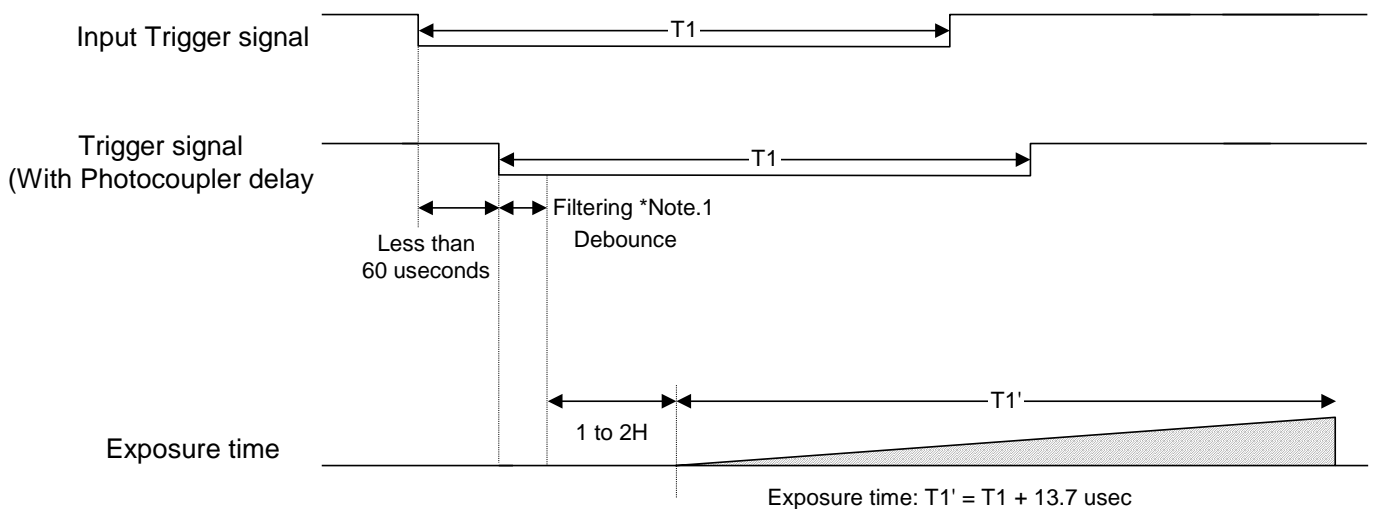 Input Trigger signal
T1
Trigger signal
(With Photocoupler delay
T1
Filtering *Note.1
Debounce
Less than
60 useconds
T1'
1 to 2H
Exposure time
Exposure time: T1' = T1 + 13.7 usec